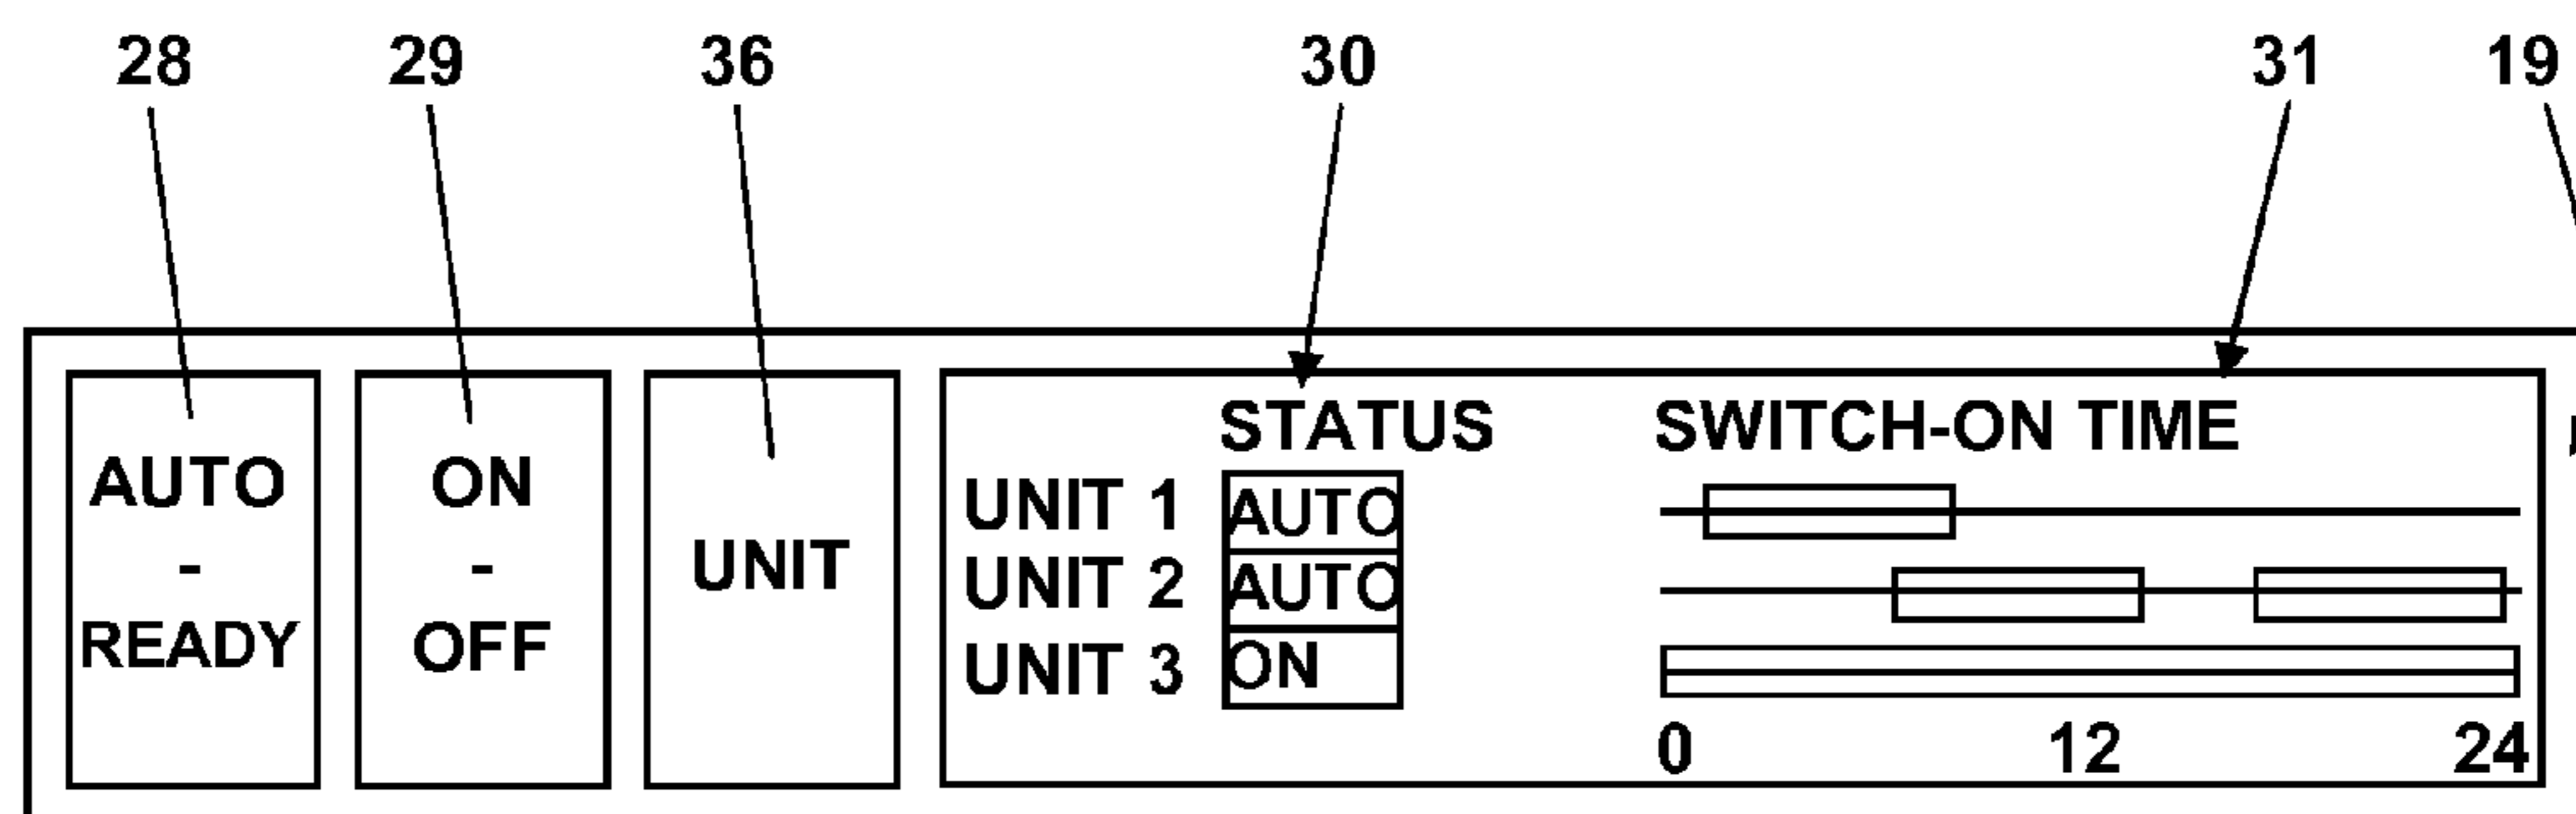 28 29 36 30 31 19
AUTO
-
READY
ON
-
OFF
UNIT
STATUS SWITCH-ON TIME
UNIT 1 AUTO
UNIT 2 AUTO
UNIT 3 ON
0 12 24